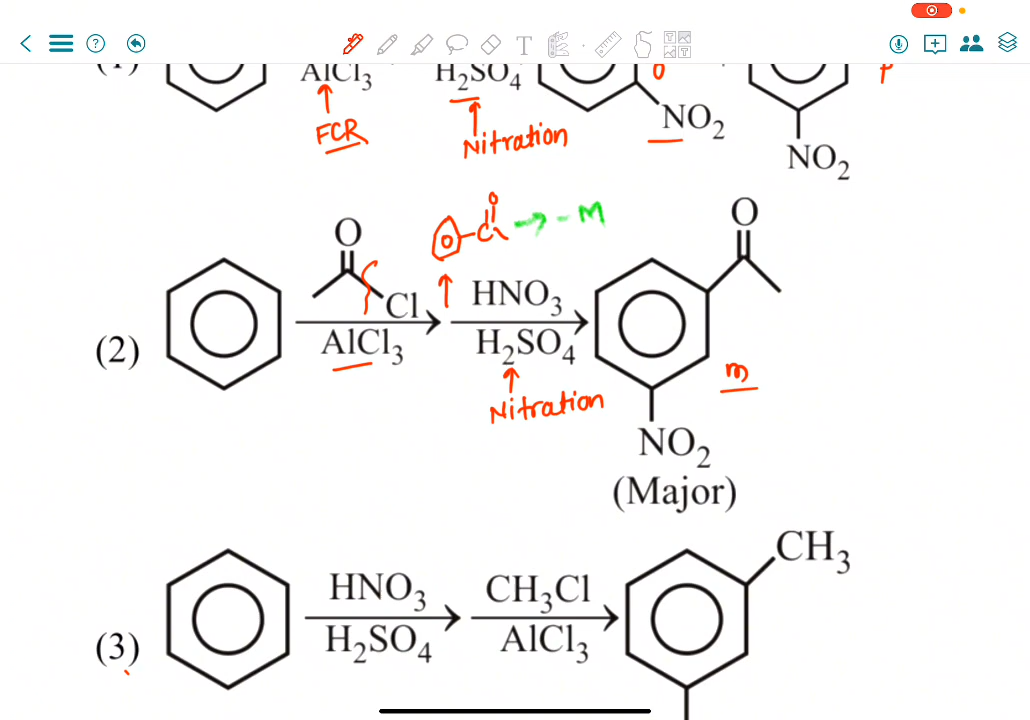 T
(1) AlCl3 H2SO4 o p
NO2
FCR Nitration NO2
O O
→ -M
O
(2) Cl HNO3
AlCl3 H2SO4 m
Nitration
NO2
(Major)
CH3
(3) HNO3 CH3Cl
H2SO4 AlCl3